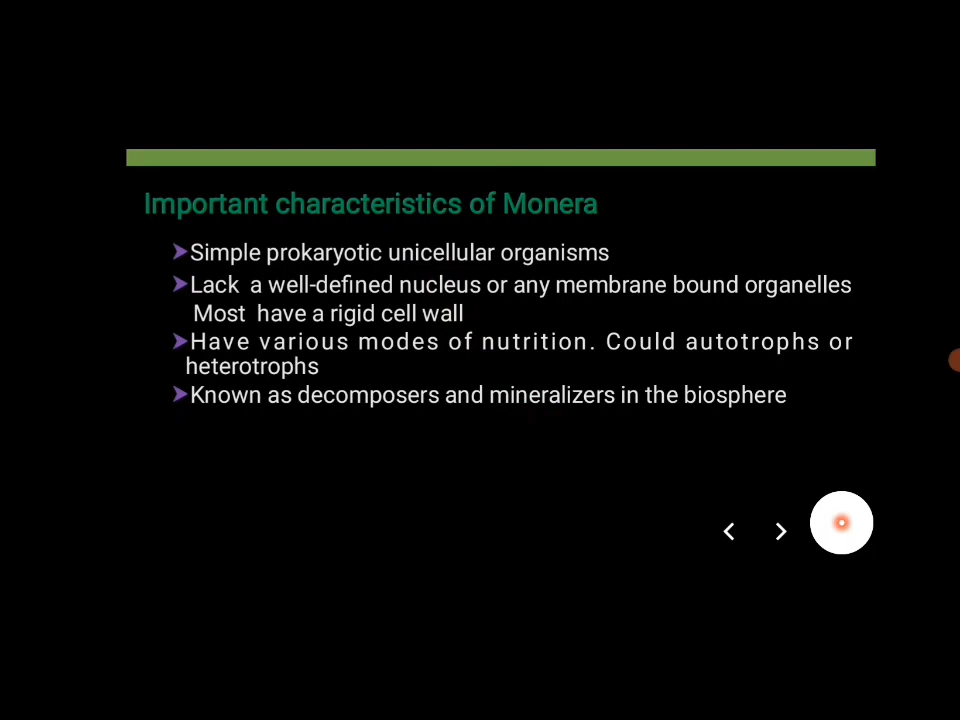 Important characteristics of Monera
➤Simple prokaryotic unicellular organisms
➤Lack a well-defined nucleus or any membrane bound organelles
Most have a rigid cell wall
➤Have various modes of nutrition. Could autotrophs or
heterotrophs
➤Known as decomposers and mineralizers in the biosphere